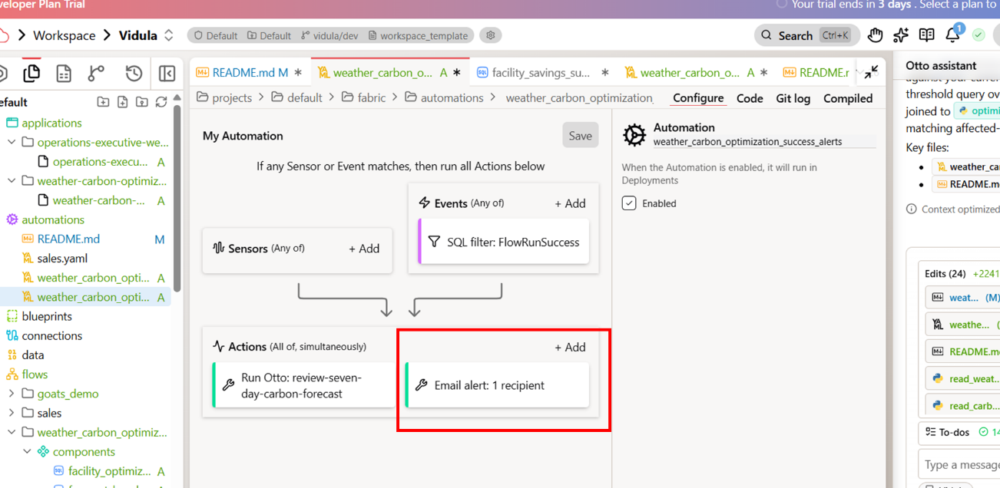 veloper Plan Trial
Your trial ends in 3 days . Select a plan to
Workspace
Vidula
Default
Default
vidula/dev
workspace_template
Search Ctrl+K
1
README.md M
weather_carbon_o... A
facility_savings_su...
weather_carbon_o... A
README.r
Otto assistant
efault
projects > default > fabric > automations > weather_carbon_optimization
Configure
Code
Git log
Compiled
applications
operations-executive-we...
operations-execu... A
weather-carbon-optimiz...
weather-carbon-... A
automations
README.md M
sales.yaml
weather_carbon_opti... A
weather_carbon_opti... A
blueprints
connections
data
flows
goats_demo
sales
weather_carbon_optimiz...
components
facility_optimiz... A
My Automation
Save
If any Sensor or Event matches, then run all Actions below
Sensors (Any of)
+ Add
Events (Any of)
+ Add
SQL filter: FlowRunSuccess
Actions (All of, simultaneously)
+ Add
Run Otto: review-seven-
day-carbon-forecast
Email alert: 1 recipient
Automation
weather_carbon_optimization_success_alerts
When the Automation is enabled, it will run in
Deployments
Enabled
against your curre
threshold query ov
joined to optimi
matching affected-
Key files:
weather_ca
README.m
Context optimized
Edits (24) +2241
weat... (M)
weathe...
README.m
read_weat...
read_carb...
To-dos 14
Type a message